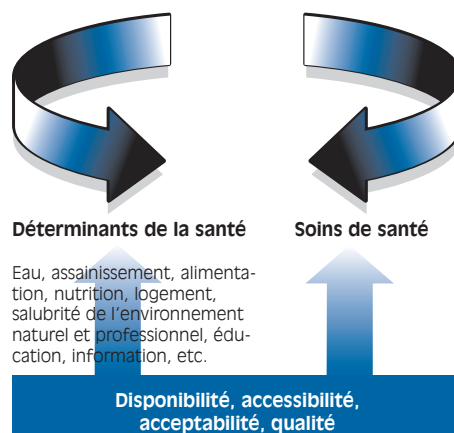 Déterminants de la santé
Eau, assainissement, alimenta-
tion, nutrition, logement,
salubrité de l'environnement
naturel et professionnel, édu-
cation, information, etc.
Soins de santé
Disponibilité, accessibilité,
acceptabilité, qualité